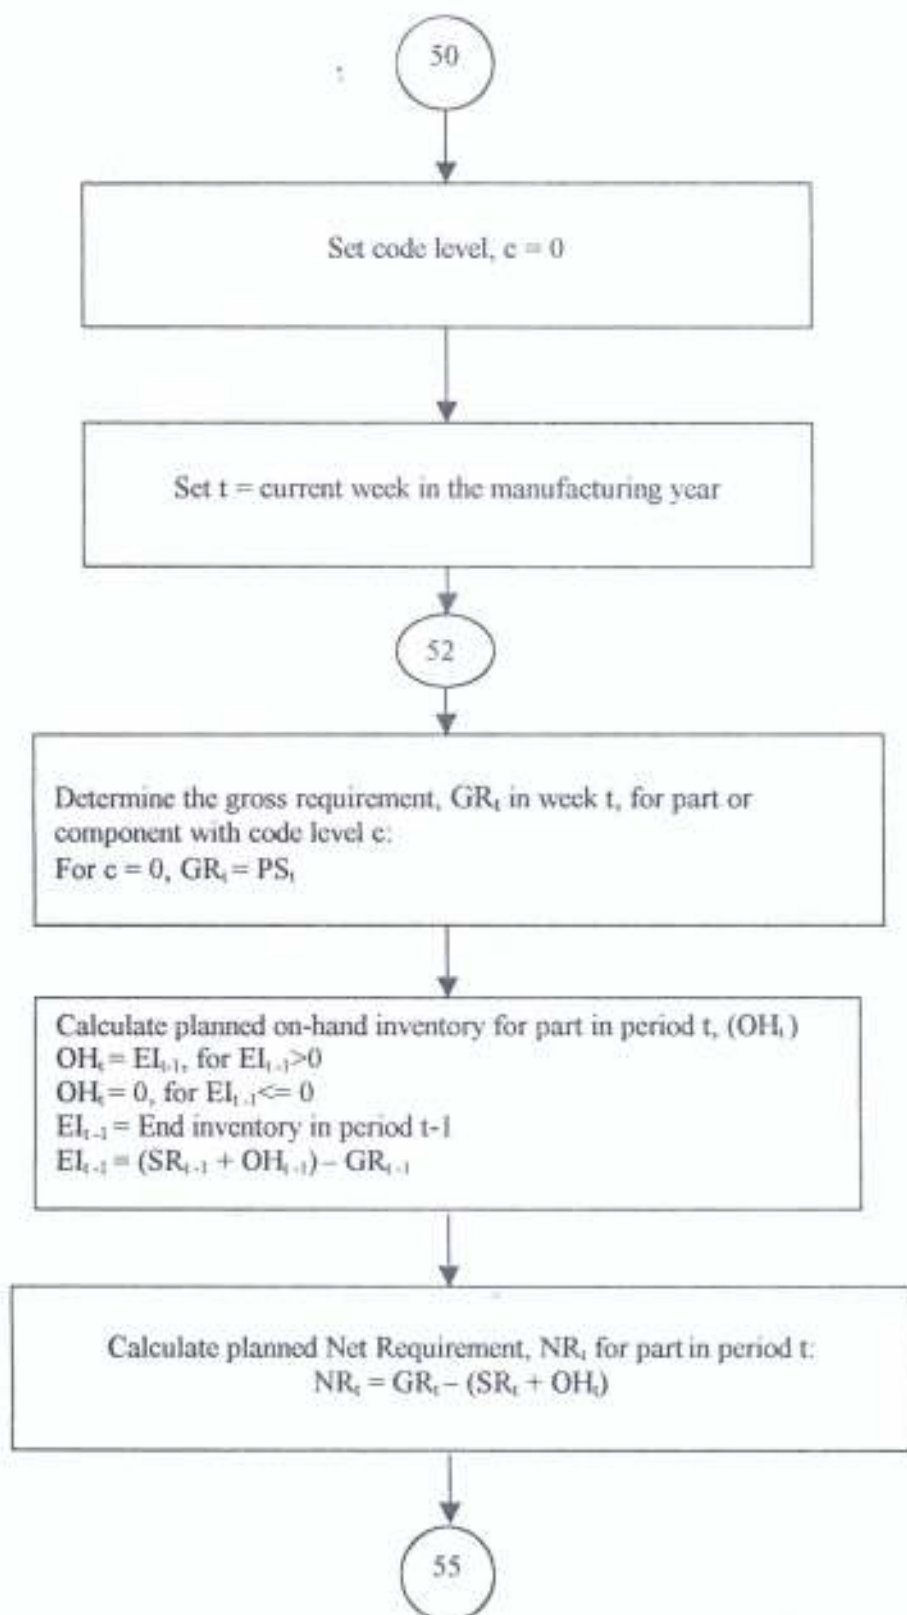 50
Set code level, c = 0
Set t = current week in the manufacturing year
52
Determine the gross requirement, GRₜ in week t, for part or
component with code level c:
For c = 0, GRₜ = PSₜ
Calculate planned on-hand inventory for part in period t, (OHₜ)
OHₜ = EIₜ₋₁, for EIₜ₋₁>0
OHₜ = 0, for EIₜ₋₁<= 0
EIₜ₋₁ = End inventory in period t-1
EIₜ₋₁ = (SRₜ₋₁ + OHₜ₋₁) – GRₜ₋₁
Calculate planned Net Requirement, NRₜ for part in period t:
NRₜ = GRₜ – (SRₜ + OHₜ)
55